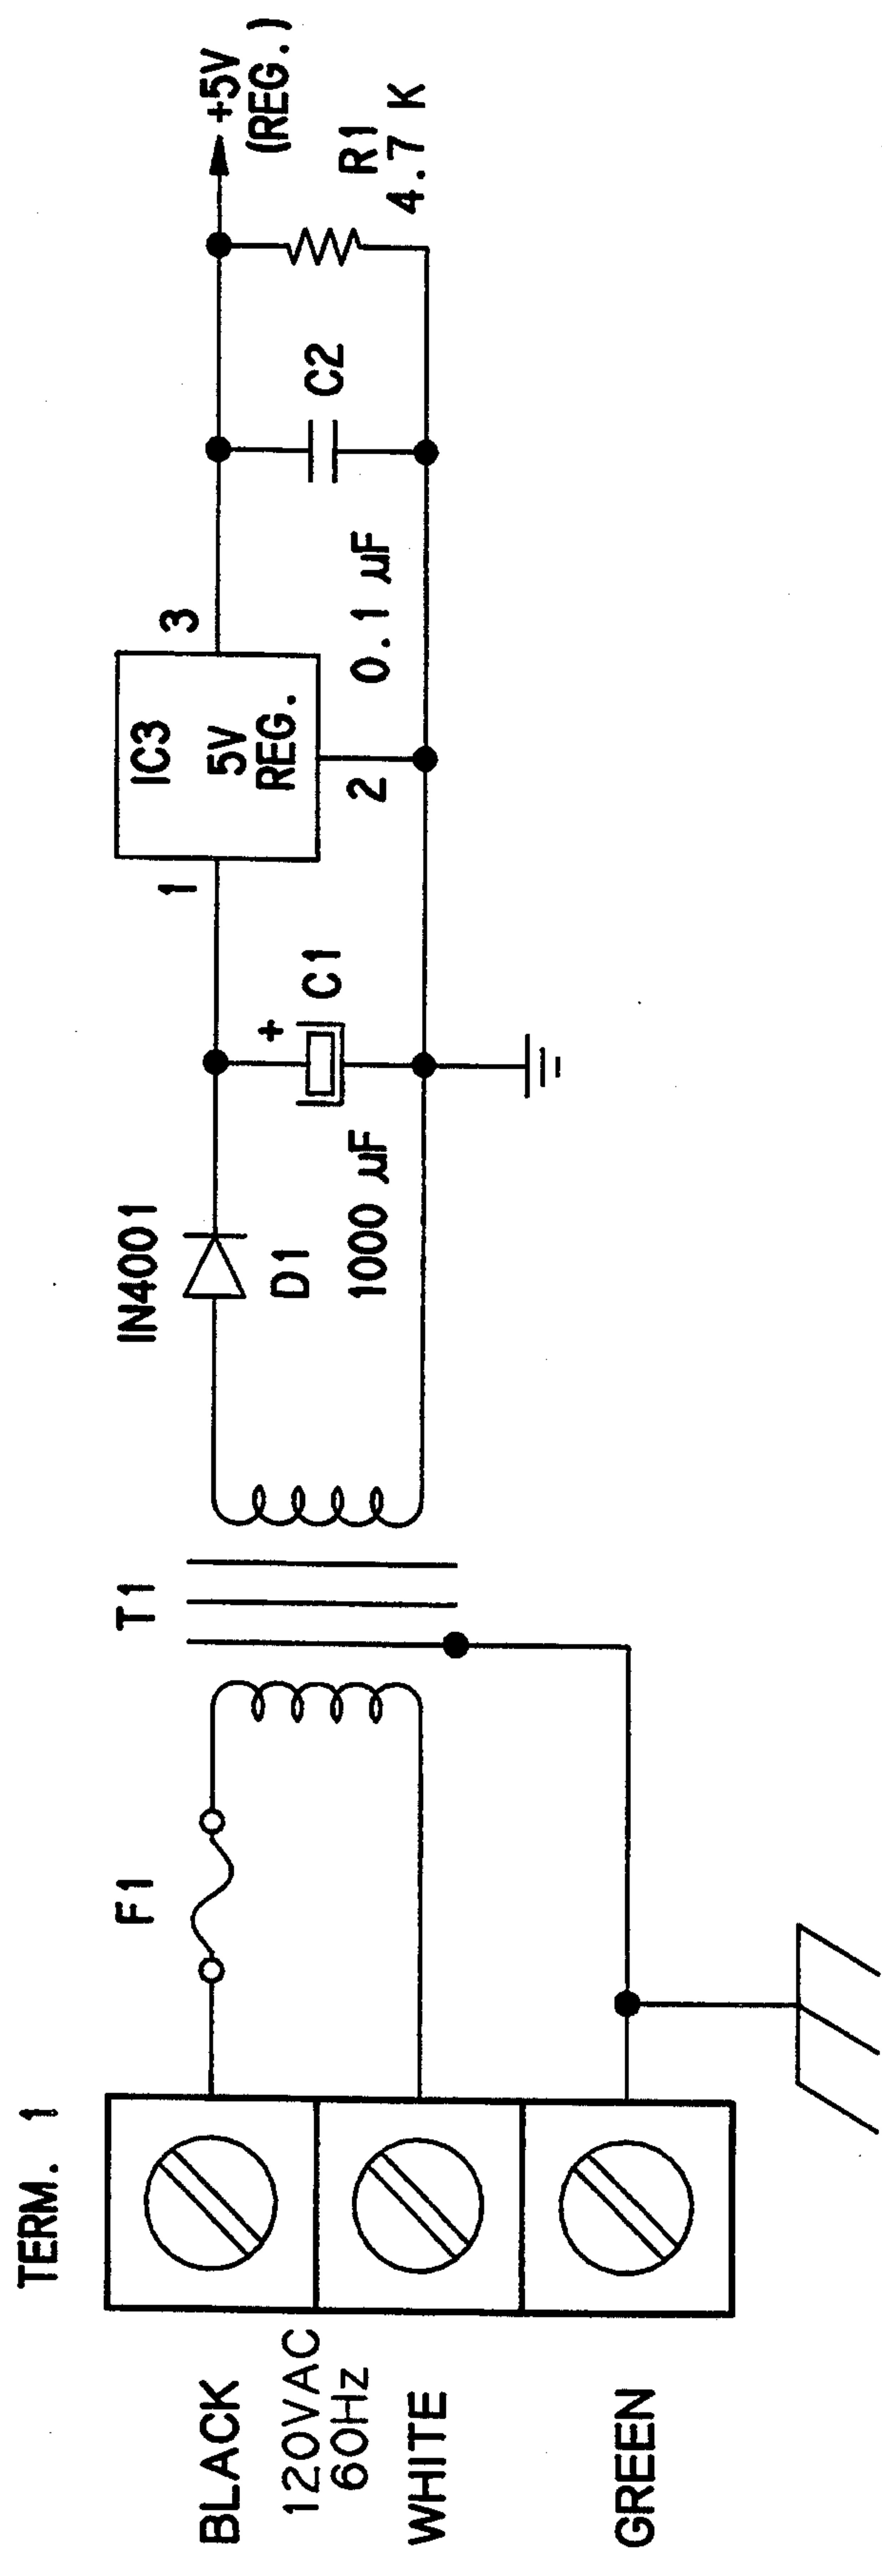 TERM. 1
BLACK
120VAC
60Hz
WHITE
GREEN
F1
T1
IN4001
D1
1000 µF
+
C1
1
IC3
5V
REG.
2
3
0.1 µF
C2
R1
4.7 K
+5V
(REG.)